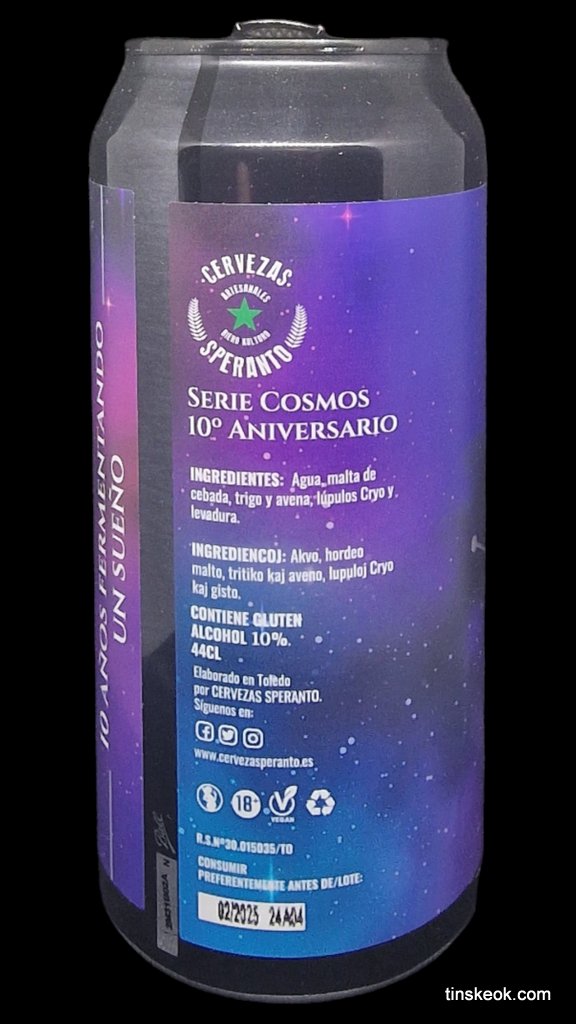 10 AÑOS FERMENTANDO
UN SUEÑO
CERVEZAS
ARTESANALES
BIERO KULTURO
SPERANTO
SERIE COSMOS
10º ANIVERSARIO
INGREDIENTES: Agua, malta de
cebada, trigo y avena, lúpulos Cryo y
levadura.
INGREDIENCOJ: Akvo, hordeo
malto, tritiko kaj aveno, lupuloj Cryo
kaj gisto.
CONTIENE GLUTEN
ALCOHOL 10%.
44CL
Elaborado en Toledo
por CERVEZAS SPERANTO.
Síguenos en:
www.cervezasperanto.es
18+
VEGAN
R.S.Nº30.015035/TO
CONSUMIR
PREFERENTEMENTE ANTES DE/LOTE:
02/2025 24A04
Ball
tinskeok.com